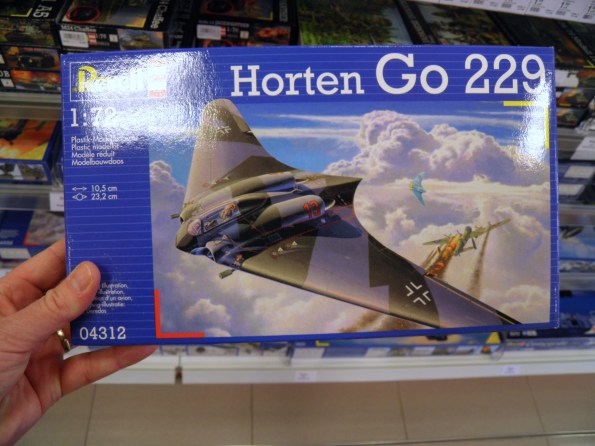 Revell
Horten Go 229
1:72
Plastik-Modellbausatz
Plastic model kit
Modèle réduit
Modelbouwdoos
10,5 cm
23,2 cm
04312